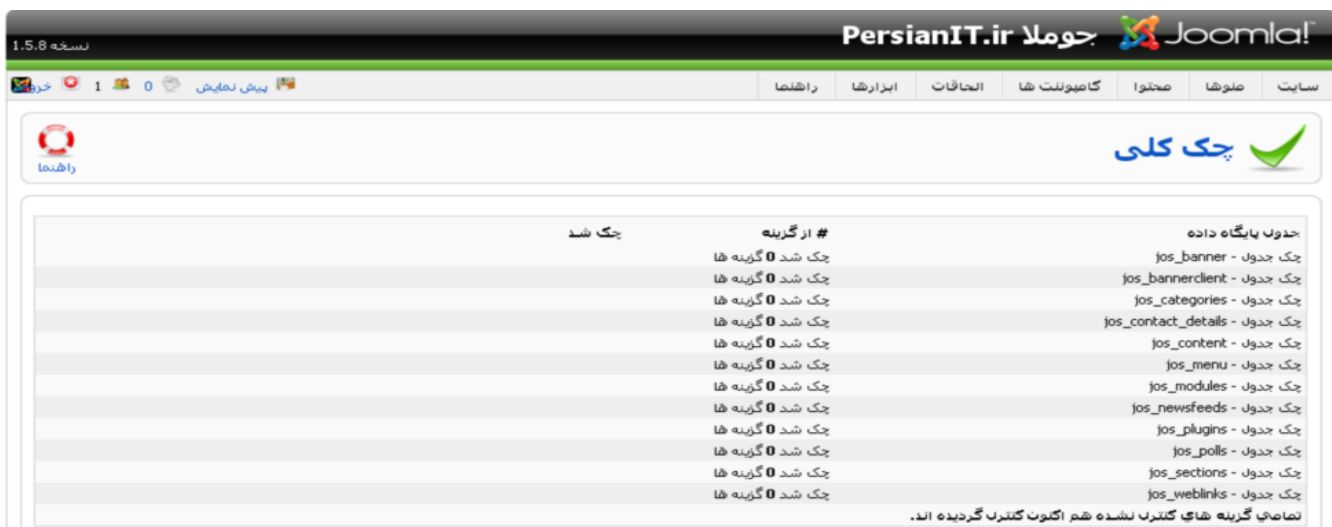 Joomla! جوملا PersianIT.ir
نسخه 1.5.8
سایت منوها محتوا کامپوننت ها الحاقات ابزارها راهنما
پیش نمایش 0 1 خروج
چک کلی
راهنما
جدول پایگاه داده # از گزینه چک شد
چک جدول - jos_banner چک شد 0 گزینه ها
چک جدول - jos_bannerclient چک شد 0 گزینه ها
چک جدول - jos_categories چک شد 0 گزینه ها
چک جدول - jos_contact_details چک شد 0 گزینه ها
چک جدول - jos_content چک شد 0 گزینه ها
چک جدول - jos_menu چک شد 0 گزینه ها
چک جدول - jos_modules چک شد 0 گزینه ها
چک جدول - jos_newsfeeds چک شد 0 گزینه ها
چک جدول - jos_plugins چک شد 0 گزینه ها
چک جدول - jos_polls چک شد 0 گزینه ها
چک جدول - jos_sections چک شد 0 گزینه ها
چک جدول - jos_weblinks چک شد 0 گزینه ها
تمامي گزينه هاي کنترل نشده هم اکنون کنترل گرديده اند.